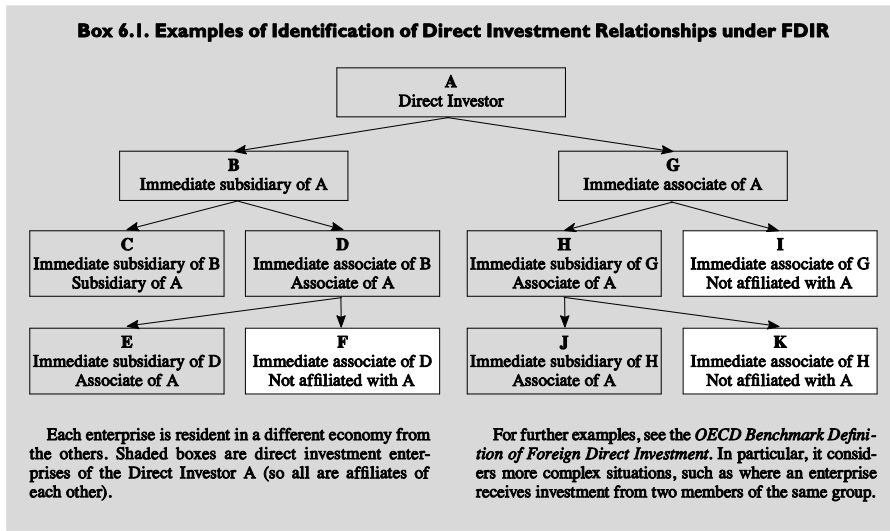 Box 6.1. Examples of Identification of Direct Investment Relationships under FDIR
A
Direct Investor
B
Immediate subsidiary of A
G
Immediate associate of A
C
Immediate subsidiary of B
Subsidiary of A
D
Immediate associate of B
Associate of A
H
Immediate subsidiary of G
Associate of A
I
Immediate associate of G
Not affiliated with A
E
Immediate subsidiary of D
Associate of A
F
Immediate associate of D
Not affiliated with A
J
Immediate subsidiary of H
Associate of A
K
Immediate associate of H
Not affiliated with A
Each enterprise is resident in a different economy from
the others. Shaded boxes are direct investment enter-
prises of the Direct Investor A (so all are affiliates of
each other).
For further examples, see the OECD Benchmark Defini-
tion of Foreign Direct Investment. In particular, it consid-
ers more complex situations, such as where an enterprise
receives investment from two members of the same group.